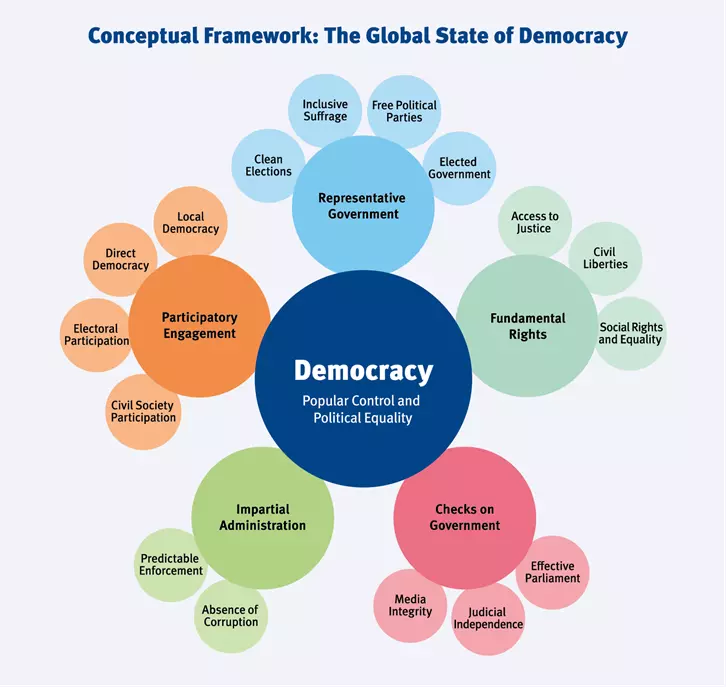 Conceptual Framework: The Global State of Democracy
Inclusive
Suffrage
Free Political
Parties
Clean
Elections
Elected
Government
Representative
Government
Local
Democracy
Direct
Democracy
Electoral
Participation
Civil Society
Participation
Participatory
Engagement
Access to
Justice
Civil
Liberties
Social Rights
and Equality
Fundamental
Rights
Democracy
Popular Control and
Political Equality
Impartial
Administration
Predictable
Enforcement
Absence of
Corruption
Checks on
Government
Effective
Parliament
Media
Integrity
Judicial
Independence